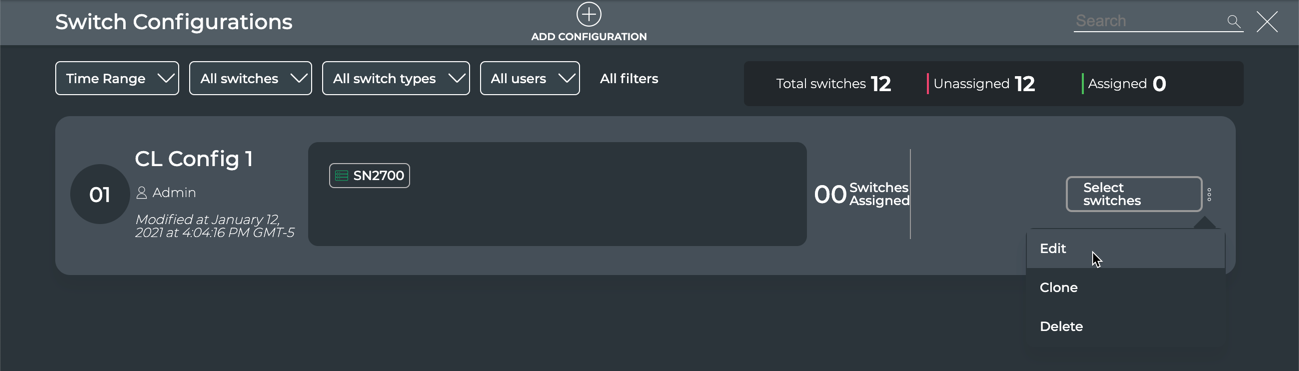 Switch Configurations
ADD CONFIGURATION
Search
Time Range
All switches
All switch types
All users
All filters
Total switches 12
Unassigned 12
Assigned 0
01
CL Config 1
Admin
Modified at January 12,
2021 at 4:04:16 PM GMT-5
SN2700
00 Switches
Assigned
Select
switches
Edit
Clone
Delete